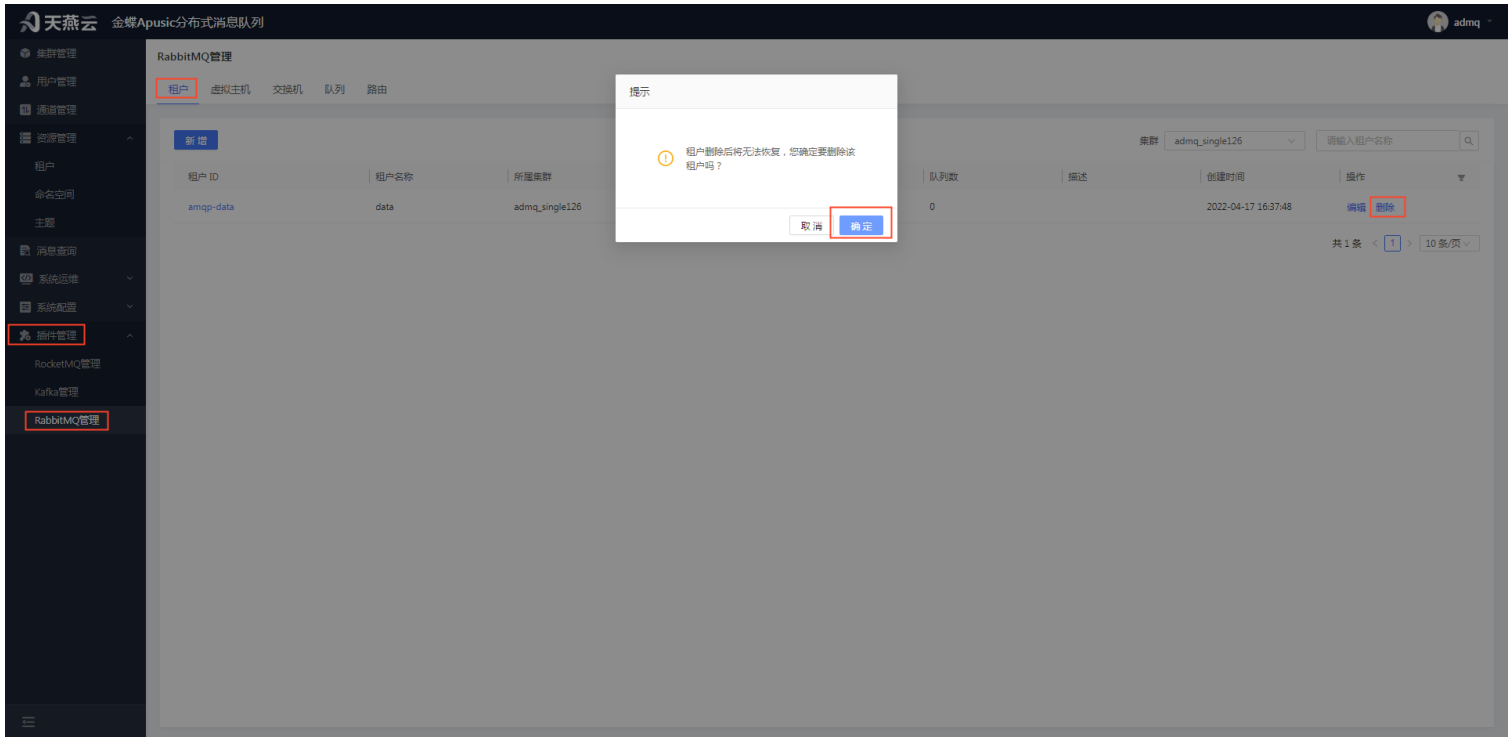 天燕云 金蝶Apusic分布式消息队列
admq
集群管理
用户管理
通道管理
资源管理
租户
命名空间
主题
消息查询
系统运维
系统配置
插件管理
RocketMQ管理
Kafka管理
RabbitMQ管理
RabbitMQ管理
租户 虚拟主机 交换机 队列 路由
新增
集群 admq_single126 请输入租户名称
租户 ID 租户名称 所属集群 队列数 描述 创建时间 操作
amqp-data data admq_single126 0 2022-04-17 16:37:48 编辑 删除
共 1 条 < 1 > 10 条/页
提示
租户删除后将无法恢复，您确定要删除该
租户吗？
取消 确定